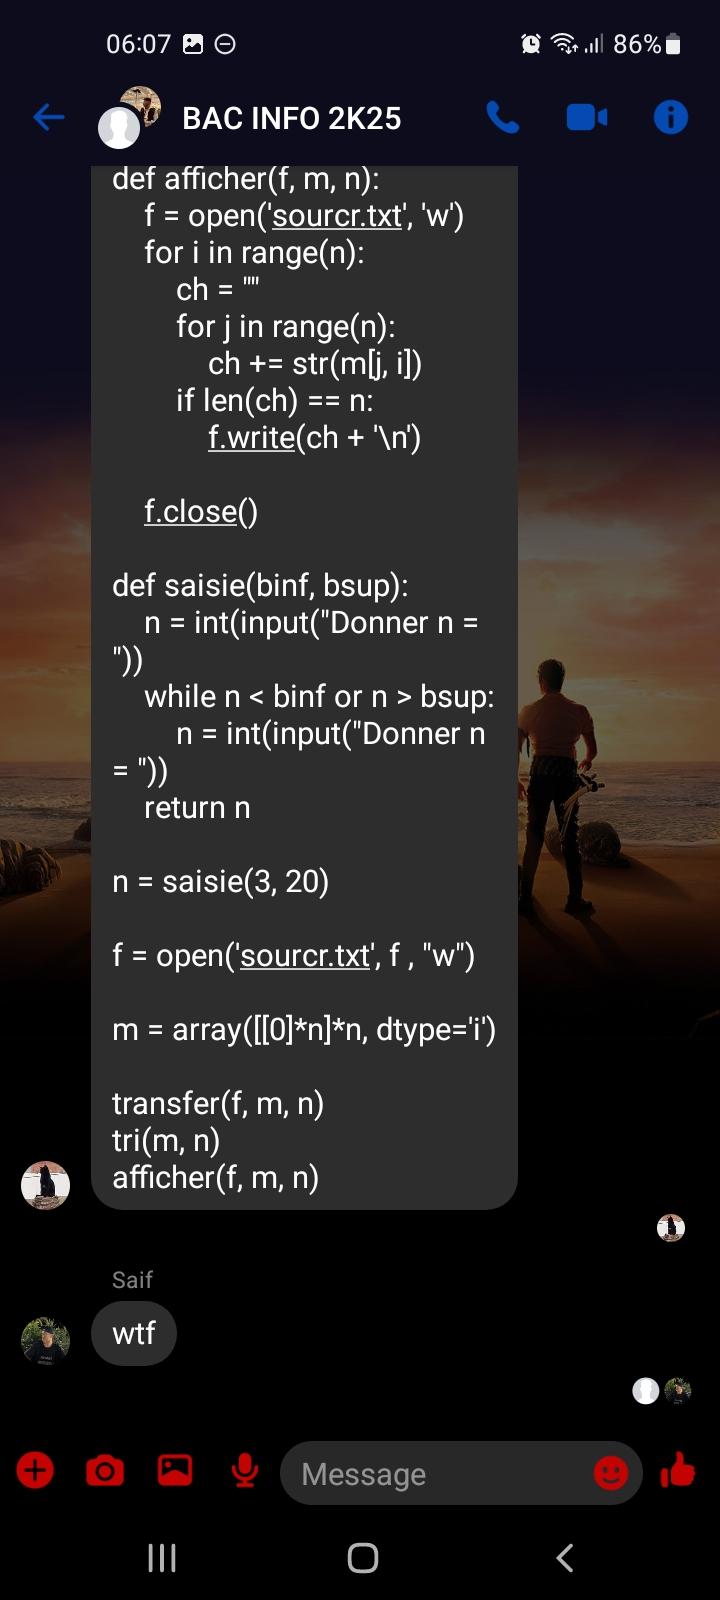 06:07
86%
BAC INFO 2K25
def afficher(f, m, n):
f = open('sourcr.txt', 'w')
for i in range(n):
ch = ""
for j in range(n):
ch += str(m[j, i])
if len(ch) == n:
f.write(ch + '\n')
f.close()
def saisie(binf, bsup):
n = int(input("Donner n =
"))
while n < binf or n > bsup:
n = int(input("Donner n
= "))
return n
n = saisie(3, 20)
f = open('sourcr.txt', f , "w")
m = array([[0]*n]*n, dtype='i')
transfer(f, m, n)
tri(m, n)
afficher(f, m, n)
Saif
wtf
Message